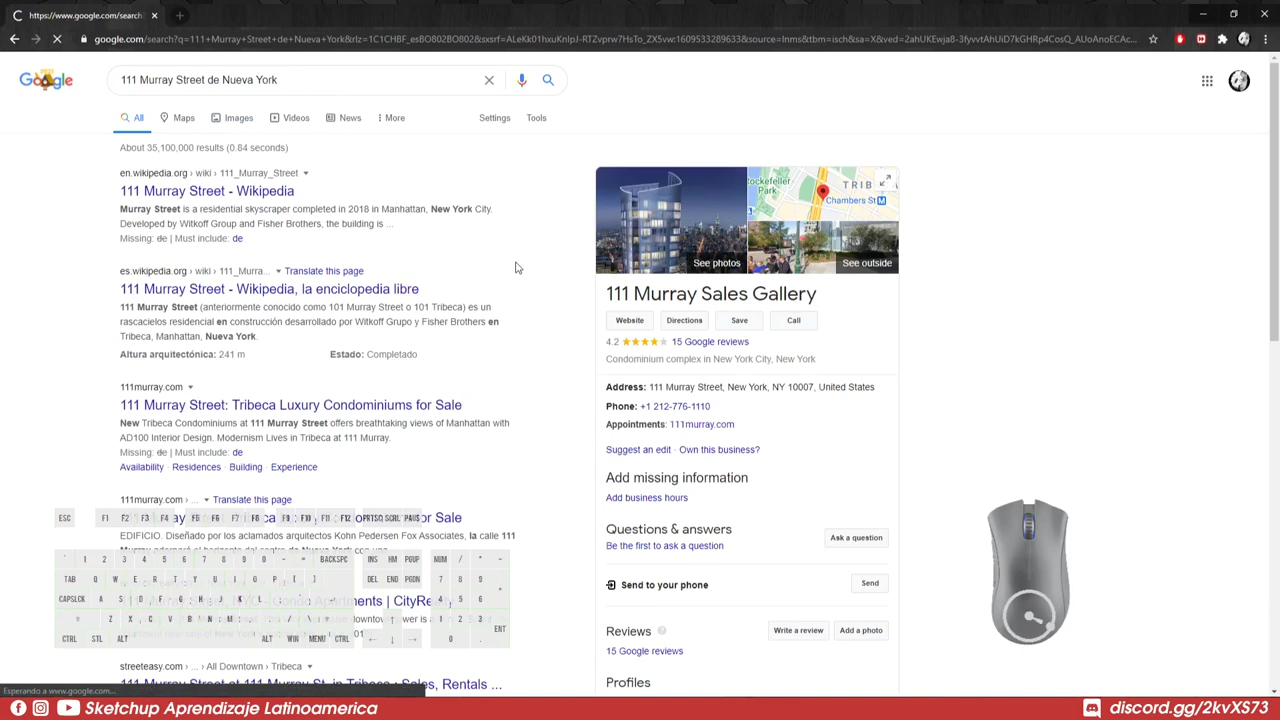 https://www.google.com/search
google.com/search?q=111+Murray+Street+de+Nueva+York&rlz=1C1CHBF_esBO802BO802&sxsrf=ALeKk01hxuKnIpJ-RTZvprw7HsTo_ZX5vw:1609533289633&source=lnms&tbm=isch&sa=X&ved=2ahUKEwja8-3fyvvtAhUiD7kGHRp4CosQ_AUoAnoECAc...
Google
111 Murray Street de Nueva York
All Maps Images Videos News More Settings Tools
About 35,100,000 results (0.84 seconds)
en.wikipedia.org › wiki › 111_Murray_Street
111 Murray Street - Wikipedia
Murray Street is a residential skyscraper completed in 2018 in Manhattan, New York City.
Developed by Witkoff Group and Fisher Brothers, the building is ...
Missing: de | Must include: de
es.wikipedia.org › wiki › 111_Murra... Translate this page
111 Murray Street - Wikipedia, la enciclopedia libre
111 Murray Street (anteriormente conocido como 101 Murray Street o 101 Tribeca) es un
rascacielos residencial en construcción desarrollado por Witkoff Grupo y Fisher Brothers en
Tribeca, Manhattan, Nueva York.
Altura arquitectónica: 241 m Estado: Completado
111murray.com
111 Murray Street: Tribeca Luxury Condominiums for Sale
New Tribeca Condominiums at 111 Murray Street offers breathtaking views of Manhattan with
AD100 Interior Design. Modernism Lives in Tribeca at 111 Murray.
Missing: de | Must include: de
Availability · Residences · Building · Experience
111murray.com › ... Translate this page
or Sale
EDIFICIO. Diseñado por los aclamados arquitectos Kohn Pedersen Fox Associates, la calle 111
streeteasy.com › ... › All Downtown › Tribeca
111 Murray Street at 111 Murray St. in Tribeca : Sales, Rentals ...
ockefeller
Park
TRIB
Chambers St M
See photos
See outside
111 Murray Sales Gallery
Website Directions Save Call
4.2 15 Google reviews
Condominium complex in New York City, New York
Address: 111 Murray Street, New York, NY 10007, United States
Phone: +1 212-776-1110
Appointments: 111murray.com
Suggest an edit · Own this business?
Add missing information
Add business hours
Questions & answers
Be the first to ask a question
Ask a question
Send to your phone
Send
Reviews
Write a review
Add a photo
15 Google reviews
Profiles
ESC F1 F2 F3 F4 F5 F6 F7 F8 F9 F10 F11 F12 PRTSC SCRL PAUS
1 2 3 4 5 6 7 8 9 0 - = BACKSPC INS HM PGUP NUM / * -
TAB Q W E R T Y U I O P [ ] DEL END PGDN 7 8 9
CAPSLCK A S D F G H J K L ; 4 5 6 +
Z X C V B N M , . / 1 2 3 ENT
CTRL STL ALT ALT WIN MENU CTRL ← ↓ → 0 .
Esperando a www.google.com...
Sketchup Aprendizaje Latinoamerica
discord.gg/2kvXS73